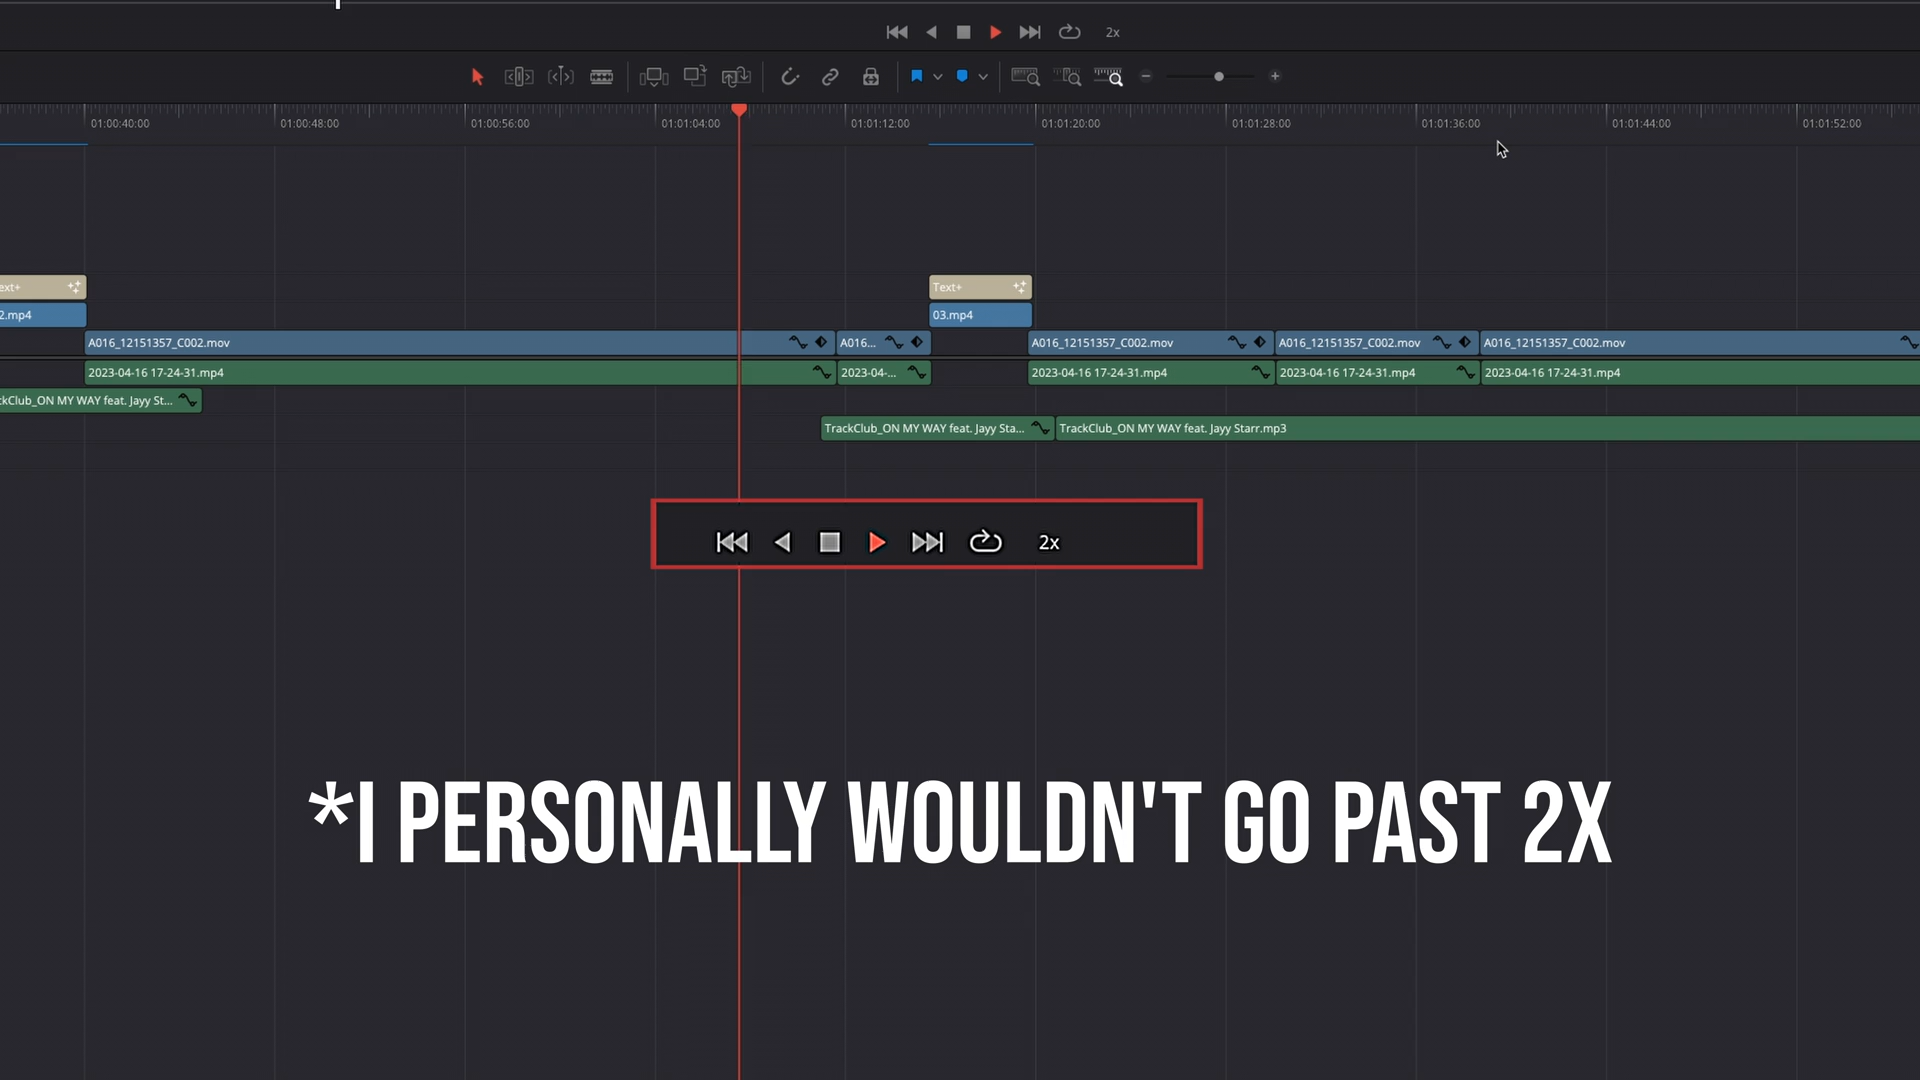 2x
01:00:40:00 01:00:48:00 01:00:56:00 01:01:04:00 01:01:12:00 01:01:20:00 01:01:28:00 01:01:36:00 01:01:44:00 01:01:52:00
ext+ Text+
2.mp4 03.mp4
A016_12151357_C002.mov A016... A016_12151357_C002.mov A016_12151357_C002.mov A016_12151357_C002.mov
2023-04-16 17-24-31.mp4 2023-04-... 2023-04-16 17-24-31.mp4 2023-04-16 17-24-31.mp4 2023-04-16 17-24-31.mp4
ckClub_ON MY WAY feat. Jayy St...
TrackClub_ON MY WAY feat. Jayy Sta... TrackClub_ON MY WAY feat. Jayy Starr.mp3
2x
*I PERSONALLY WOULDN'T GO PAST 2X